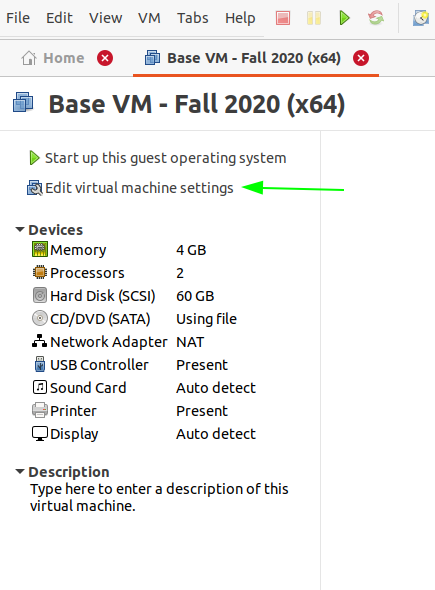 File Edit View VM Tabs Help
Home Base VM - Fall 2020 (x64)
Base VM - Fall 2020 (x64)
Start up this guest operating system
Edit virtual machine settings
Devices
Memory 4 GB
Processors 2
Hard Disk (SCSI) 60 GB
CD/DVD (SATA) Using file
Network Adapter NAT
USB Controller Present
Sound Card Auto detect
Printer Present
Display Auto detect
Description
Type here to enter a description of this
virtual machine.